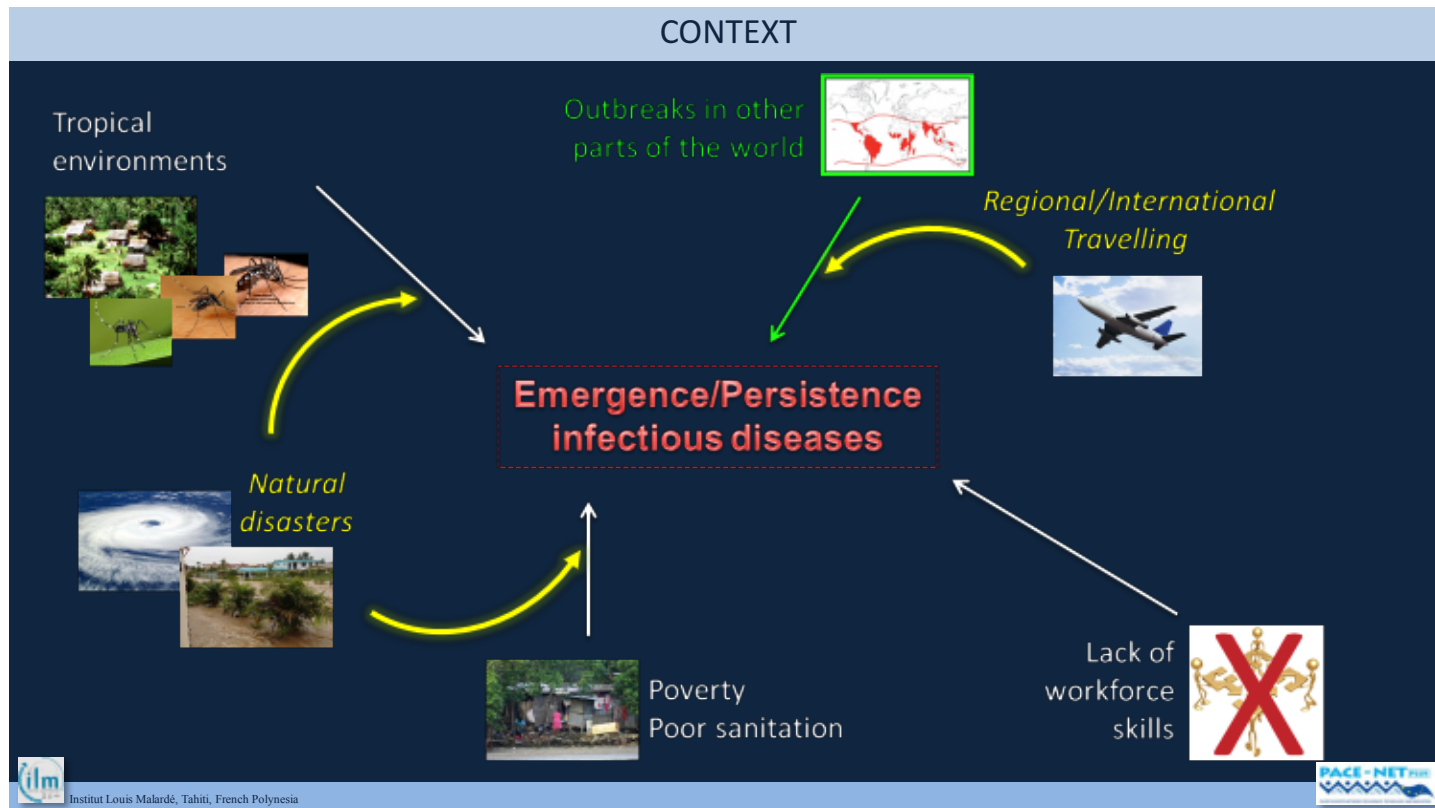 CONTEXT
Tropical
environments
Outbreaks in other
parts of the world
Regional/International
Travelling
Emergence/Persistence
infectious diseases
Natural
disasters
Poverty
Poor sanitation
Lack of
workforce
skills
ilm
Institut Louis Malardé, Tahiti, French Polynesia
PACE-NET